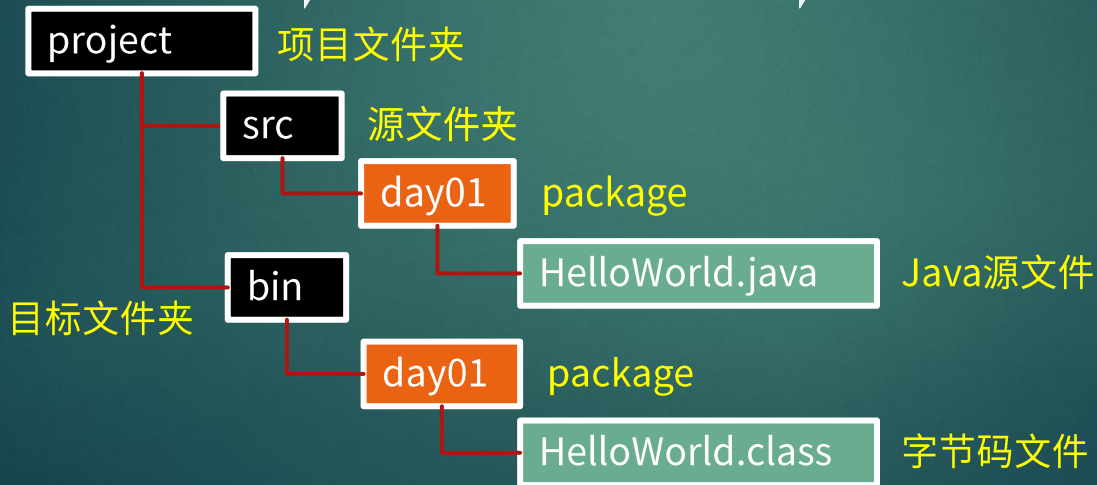 project 项目文件夹
src 源文件夹
day01 package
HelloWorld.java Java源文件
bin
目标文件夹
day01 package
HelloWorld.class 字节码文件